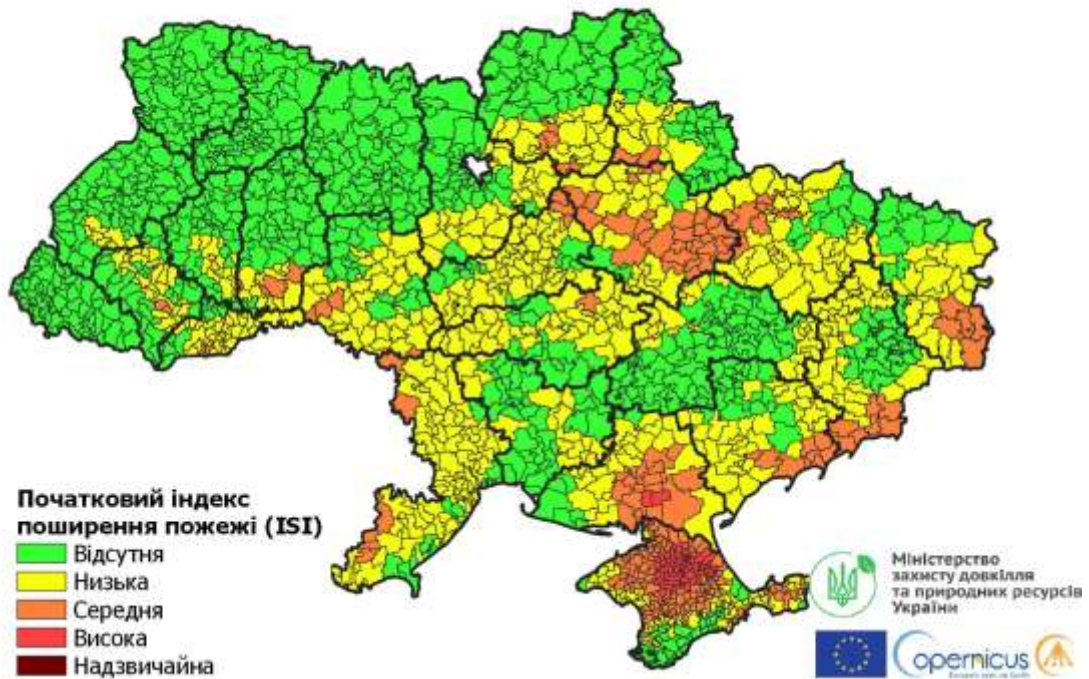 Початковий індекс
поширення пожежі (ISI)
Відсутня
Низька
Середня
Висока
Надзвичайна
Міністерство
захисту довкілля
та природних ресурсів
України
opernicus